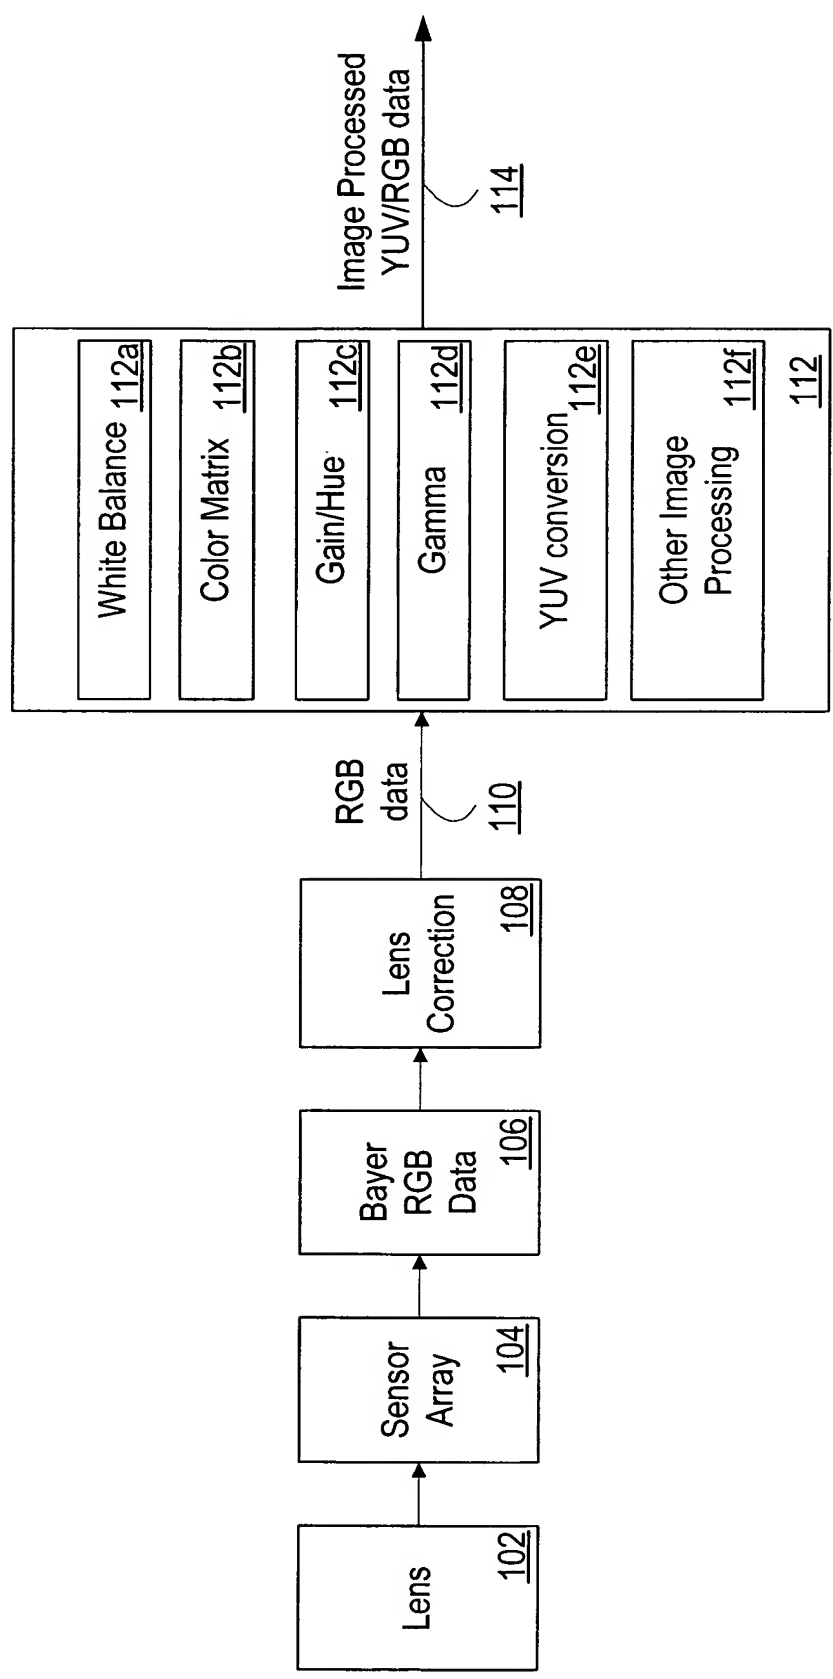 Lens
102
Sensor
Array
104
Bayer
RGB
Data
106
Lens
Correction
108
RGB
data
110
White Balance
112a
Color Matrix
112b
Gain/Hue
112c
Gamma
112d
YUV conversion
112e
Other Image
Processing
112f
112
Image Processed
YUV/RGB data
114